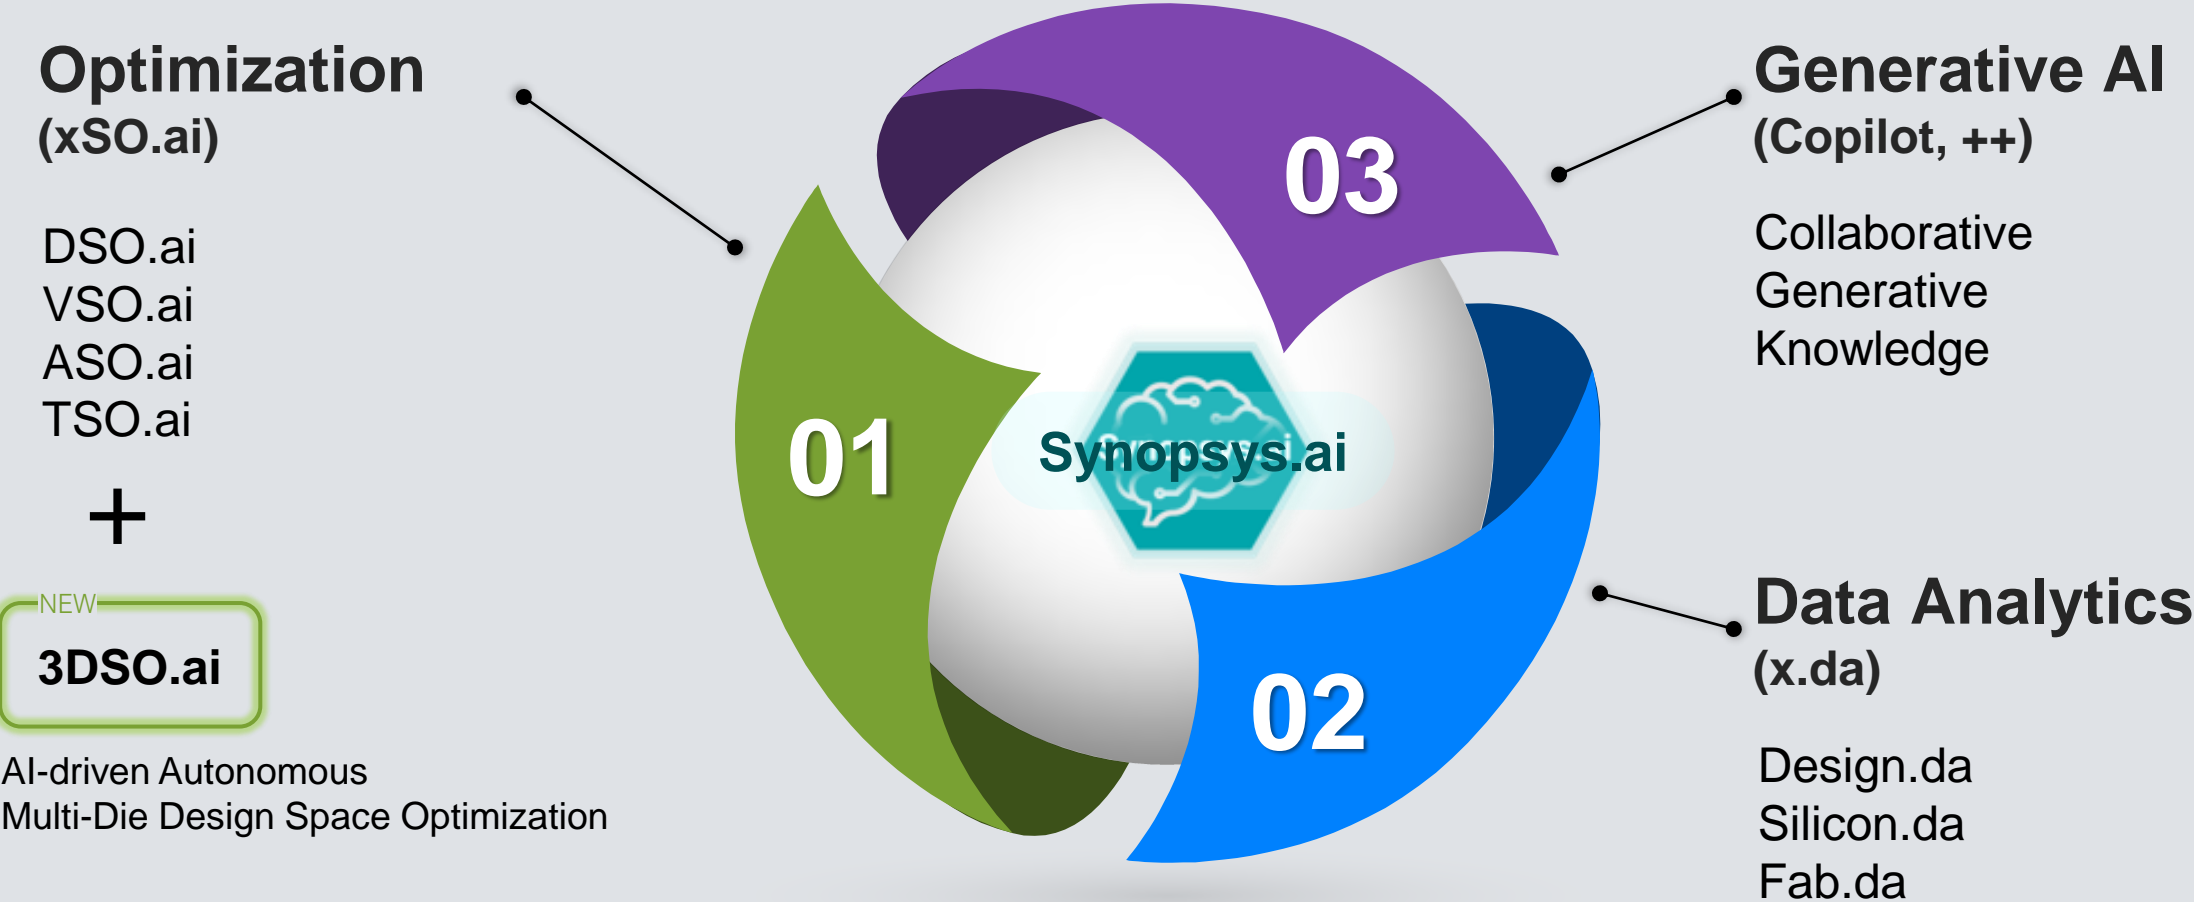 Optimization
(xSO.ai)
DSO.ai
VSO.ai
ASO.ai
TSO.ai
+
NEW
3DSO.ai
AI-driven Autonomous
Multi-Die Design Space Optimization
01
02
03
Synopsys.ai
Synopsys.ai
Generative AI
(Copilot, ++)
Collaborative
Generative
Knowledge
Data Analytics
(x.da)
Design.da
Silicon.da
Fab.da